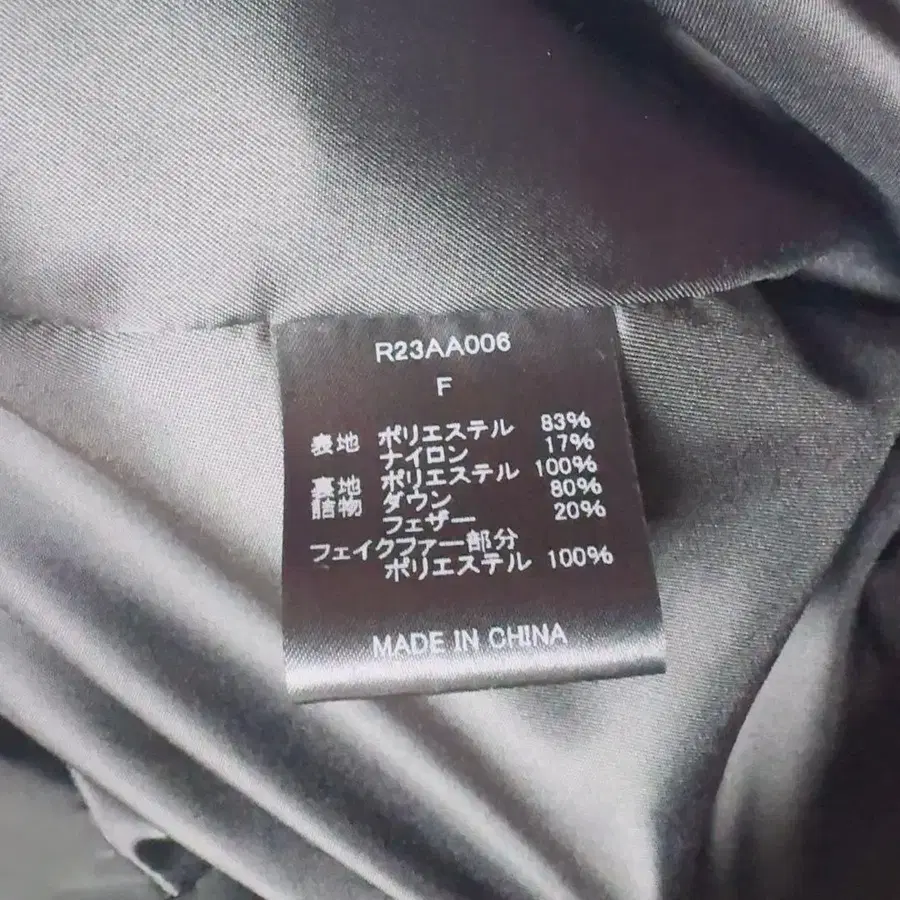 R23AA006
F
表地 ポリエステル 83%
ナイロン 17%
裏地 ポリエステル 100%
詰物 ダウン 80%
フェザー 20%
フェイクファー部分
ポリエステル 100%
MADE IN CHINA